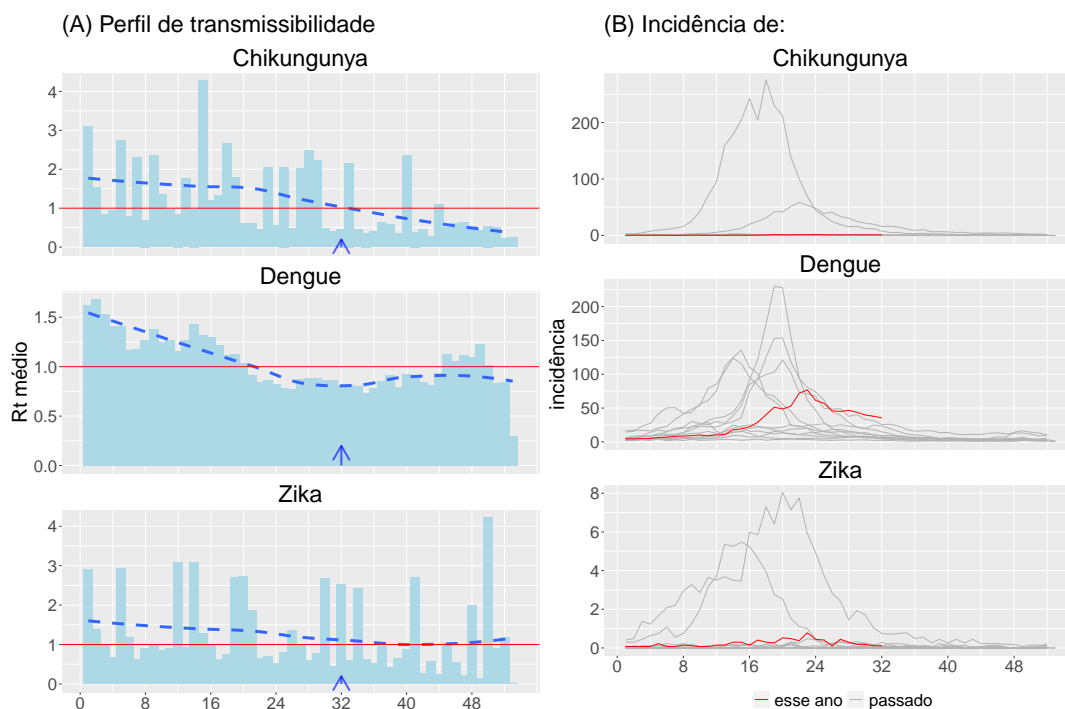 (A) Perfil de transmissibilidade
Chikungunya
4
3
2
1
0
Dengue
1.5
1.0
0.5
0.0
Zika
4
3
2
1
0
0 8 16 24 32 40 48
Rt médio
(B) Incidência de:
Chikungunya
200
100
0
Dengue
200
150
100
50
0
Zika
8
6
4
2
0
0 8 16 24 32 40 48
incidência
esse ano passado